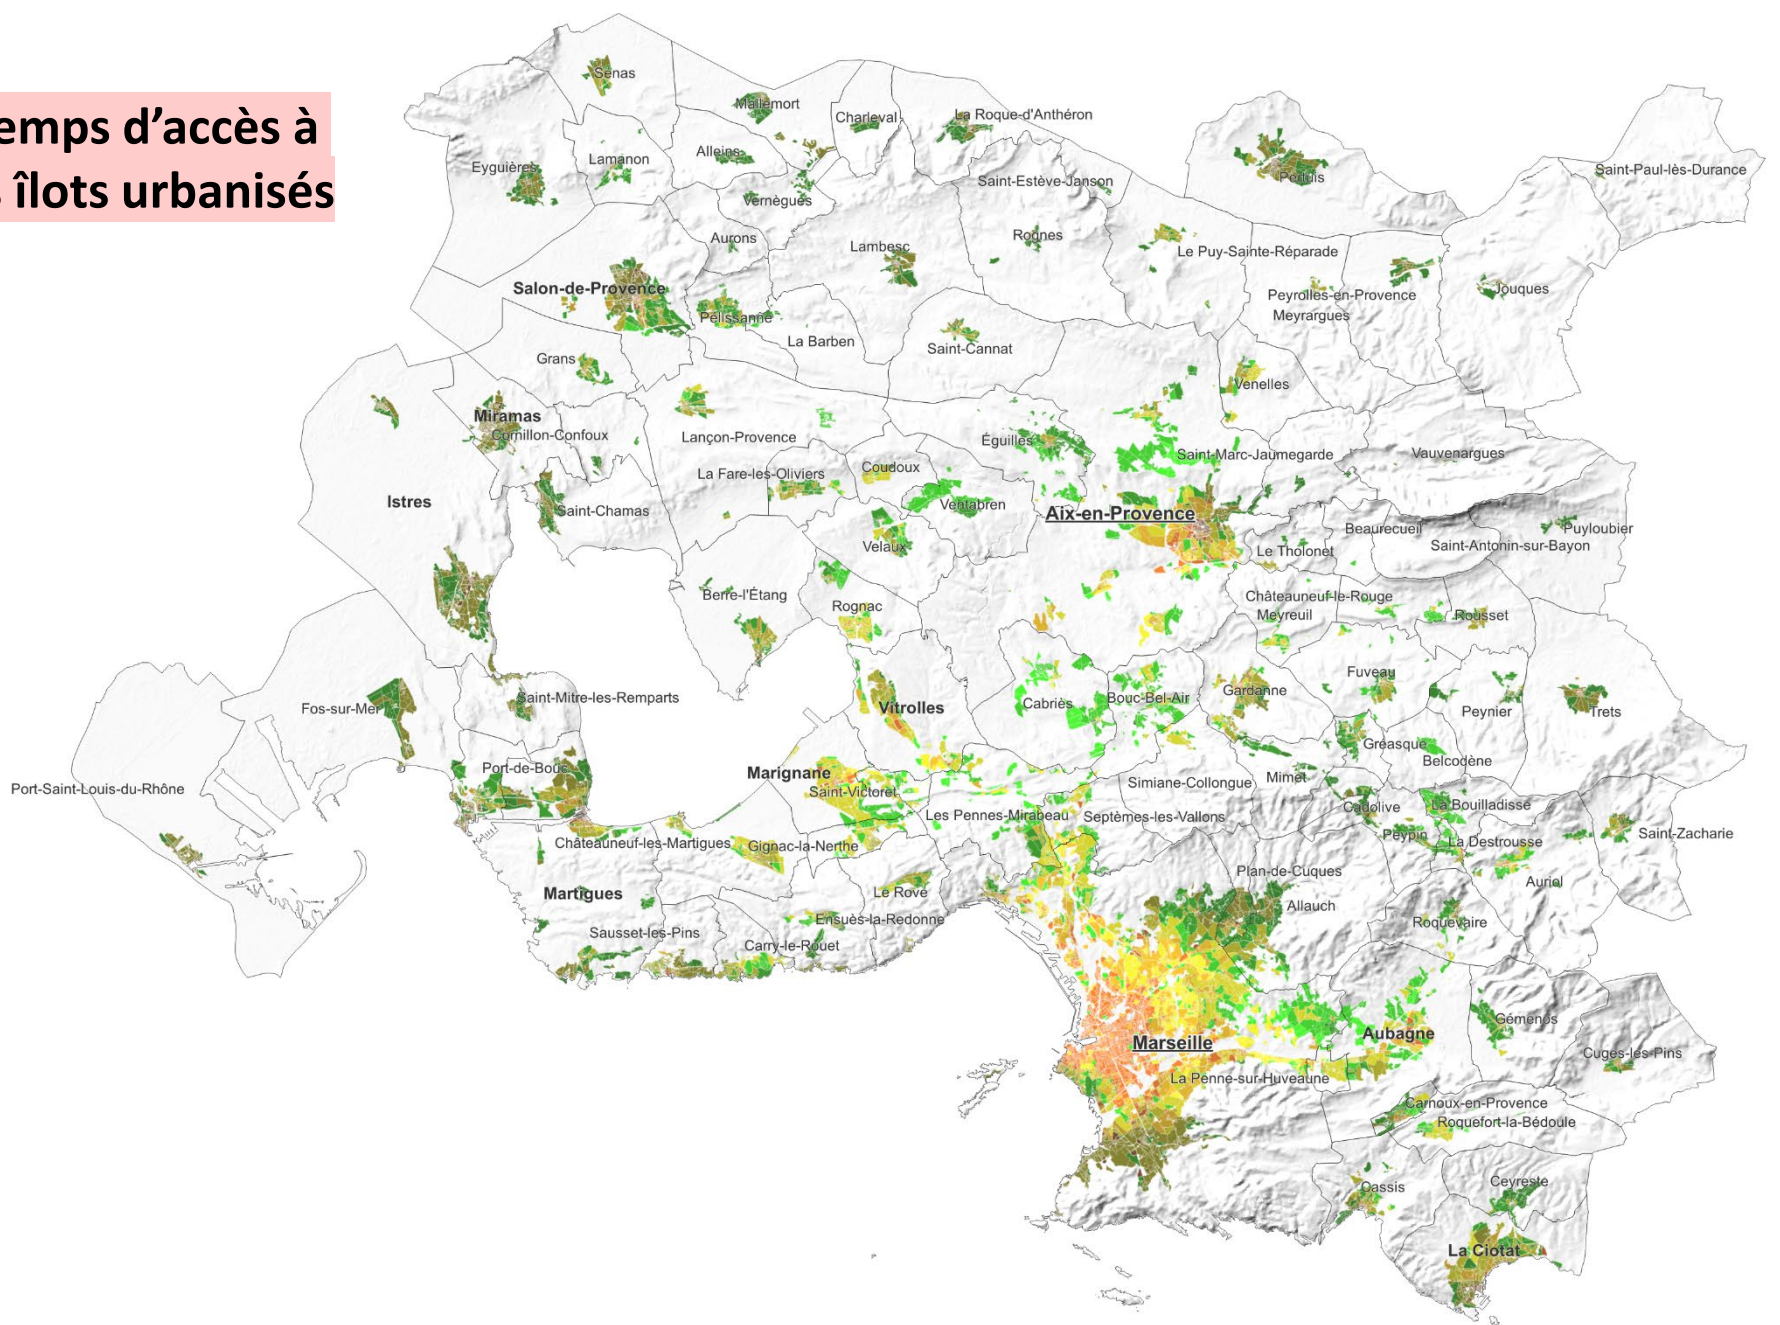 emps d’accès à
îlots urbanisés
Sénas
Mallemort
Charleval
La Roque-d'Anthéron
Eyguières
Lamanon
Alleins
Vernègues
Saint-Estève-Janson
Pertuis
Saint-Paul-lès-Durance
Aurons
Lambesc
Rognes
Le Puy-Sainte-Réparade
Salon-de-Provence
Pélissanne
La Barben
Saint-Cannat
Peyrolles-en-Provence
Meyrargues
Jouques
Grans
Venelles
Miramas
Cornillon-Confoux
Lançon-Provence
Éguilles
Saint-Marc-Jaumegarde
Vauvenargues
La Fare-les-Oliviers
Coudoux
Istres
Saint-Chamas
Ventabren
Aix-en-Provence
Velaux
Le Tholonet
Beaurecueil
Saint-Antonin-sur-Bayon
Puyloubier
Berre-l'Étang
Rognac
Châteauneuf-le-Rouge
Meyreuil
Rousset
Fos-sur-Mer
Saint-Mitre-les-Remparts
Vitrolles
Cabriès
Bouc-Bel-Air
Gardanne
Fuveau
Peynier
Trets
Port-Saint-Louis-du-Rhône
Port-de-Bouc
Marignane
Saint-Victoret
Gréasque
Belcodène
Simiane-Collongue
Mimet
Les Pennes-Mirabeau
Septèmes-les-Vallons
Cadolive
La Bouilladisse
Peypin
La Destrousse
Saint-Zacharie
Châteauneuf-les-Martigues
Gignac-la-Nerthe
Plan-de-Cuques
Auriol
Martigues
Le Rove
Allauch
Roquevaire
Sausset-les-Pins
Carry-le-Rouet
Ensuès-la-Redonne
Marseille
Aubagne
Gémenos
La Penne-sur-Huveaune
Cuges-les-Pins
Carnoux-en-Provence
Roquefort-la-Bédoule
Cassis
Ceyreste
La Ciotat